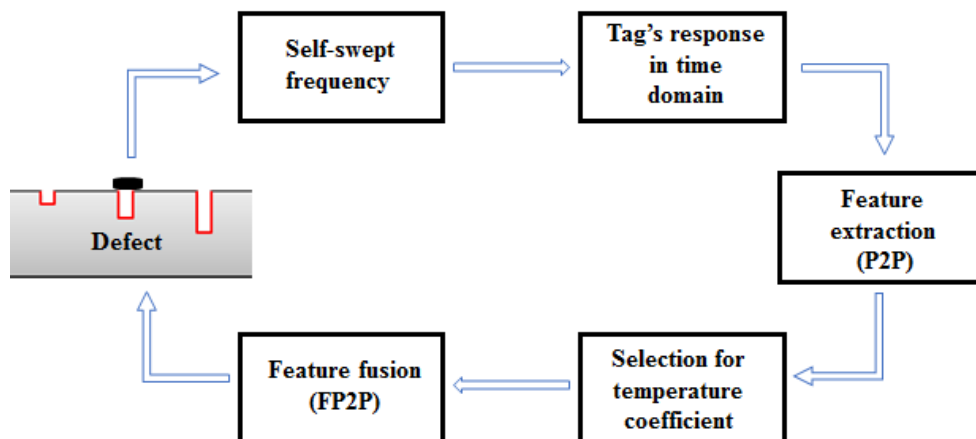 Self-swept
frequency
Tag's response
in time
domain
Feature
extraction
(P2P)
Defect
Feature fusion
(FP2P)
Selection for
temperature
coefficient